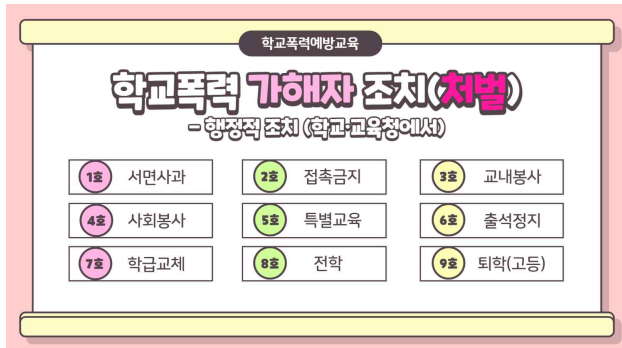 학교폭력예방교육
학교폭력 가해자 조치(처벌)
- 행정적 조치 (학교·교육청에서)
1호 서면사과 2호 접촉금지 3호 교내봉사
4호 사회봉사 5호 특별교육 6호 출석정지
7호 학급교체 8호 전학 9호 퇴학(고등)